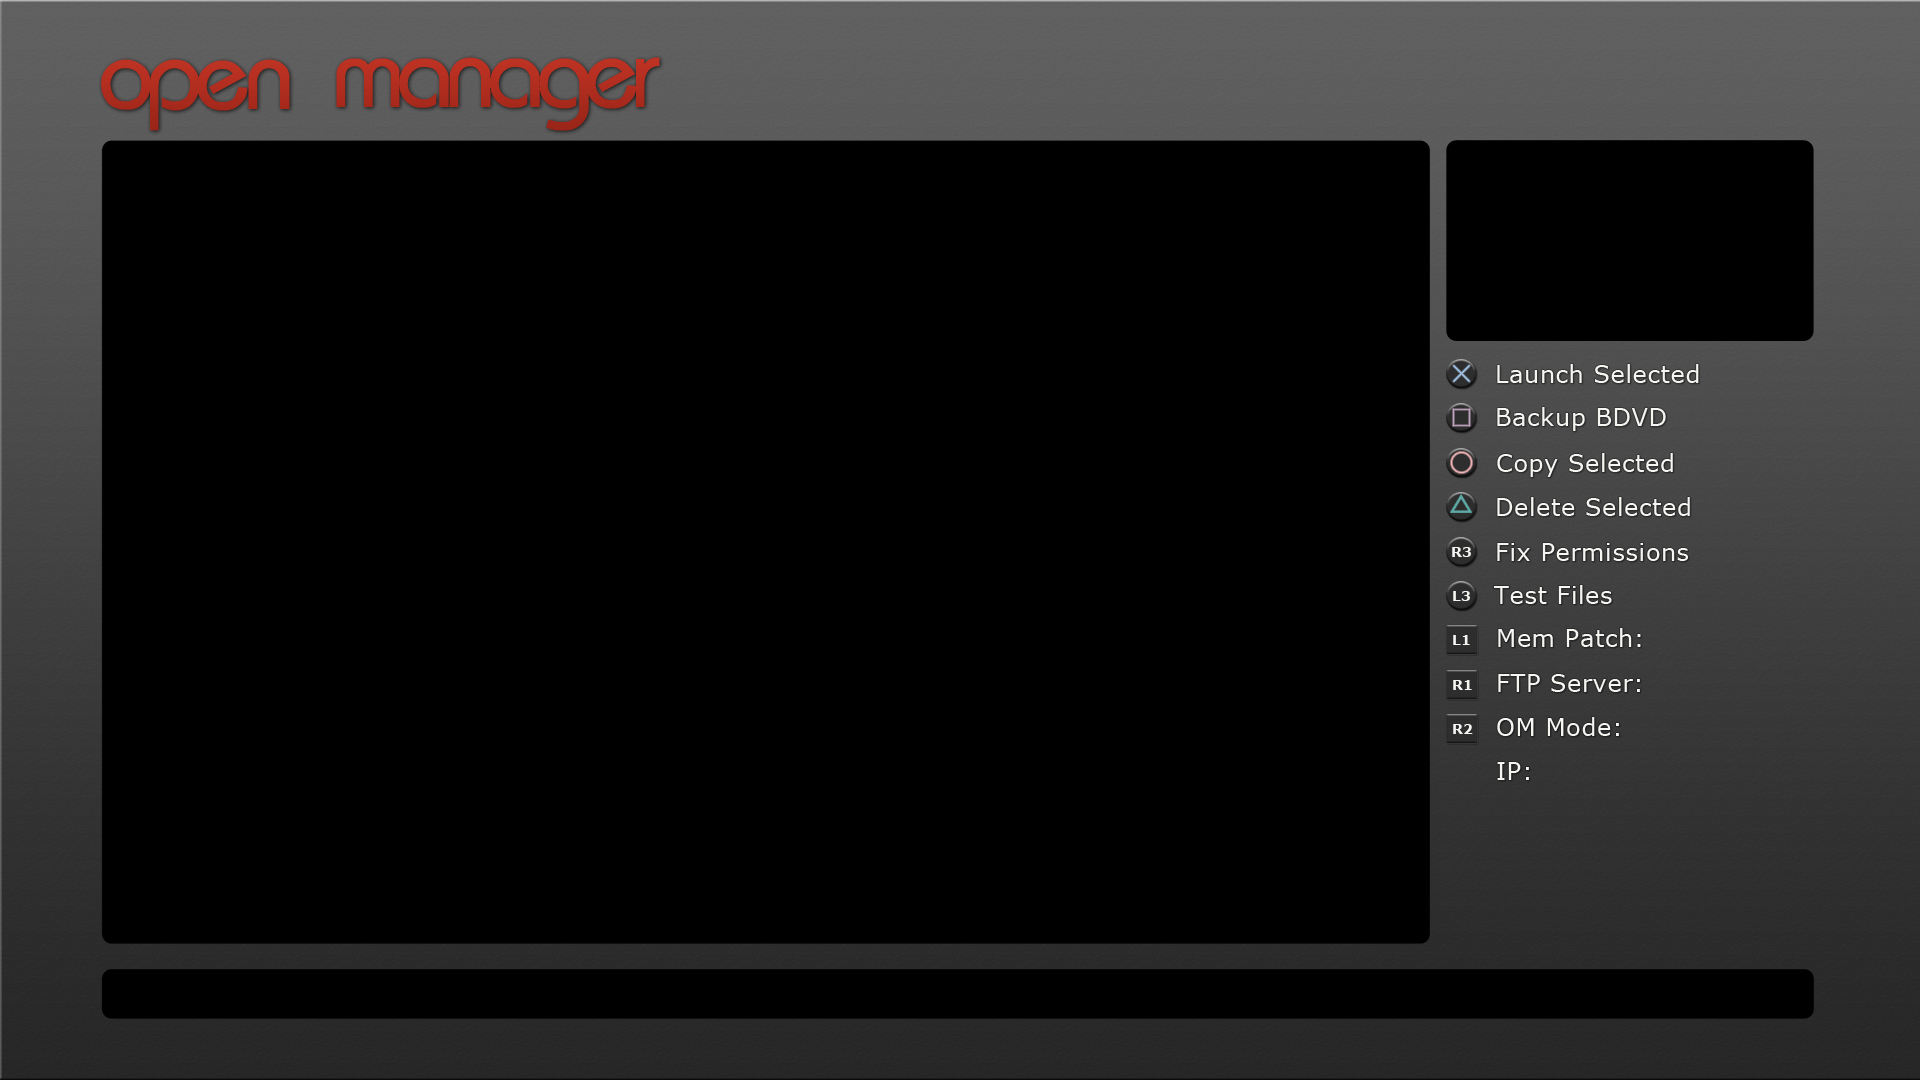 open manager
Launch Selected
Backup BDVD
Copy Selected
Delete Selected
R3 Fix Permissions
L3 Test Files
L1 Mem Patch:
R1 FTP Server:
R2 OM Mode:
IP: